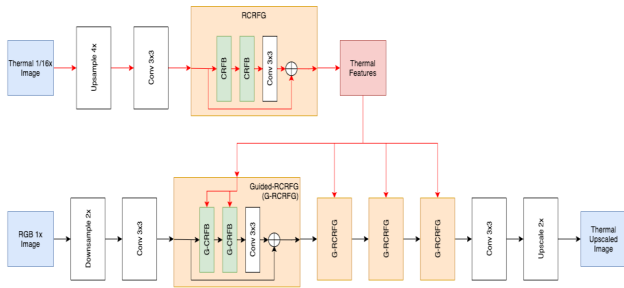 RCRFG
Thermal 1/16x
Image
Upsample 4x
Conv 3x3
CRFB
CRFB
Conv 3x3
Thermal
Features
Guided-RCRFG
(G-RCRFG)
RGB 1x
Image
Downsample 2x
Conv 3x3
G-CRFB
G-CRFB
Conv 3x3
G-RCRFG
G-RCRFG
G-RCRFG
Conv 3x3
Upscale 2x
Thermal
Upscaled
Image